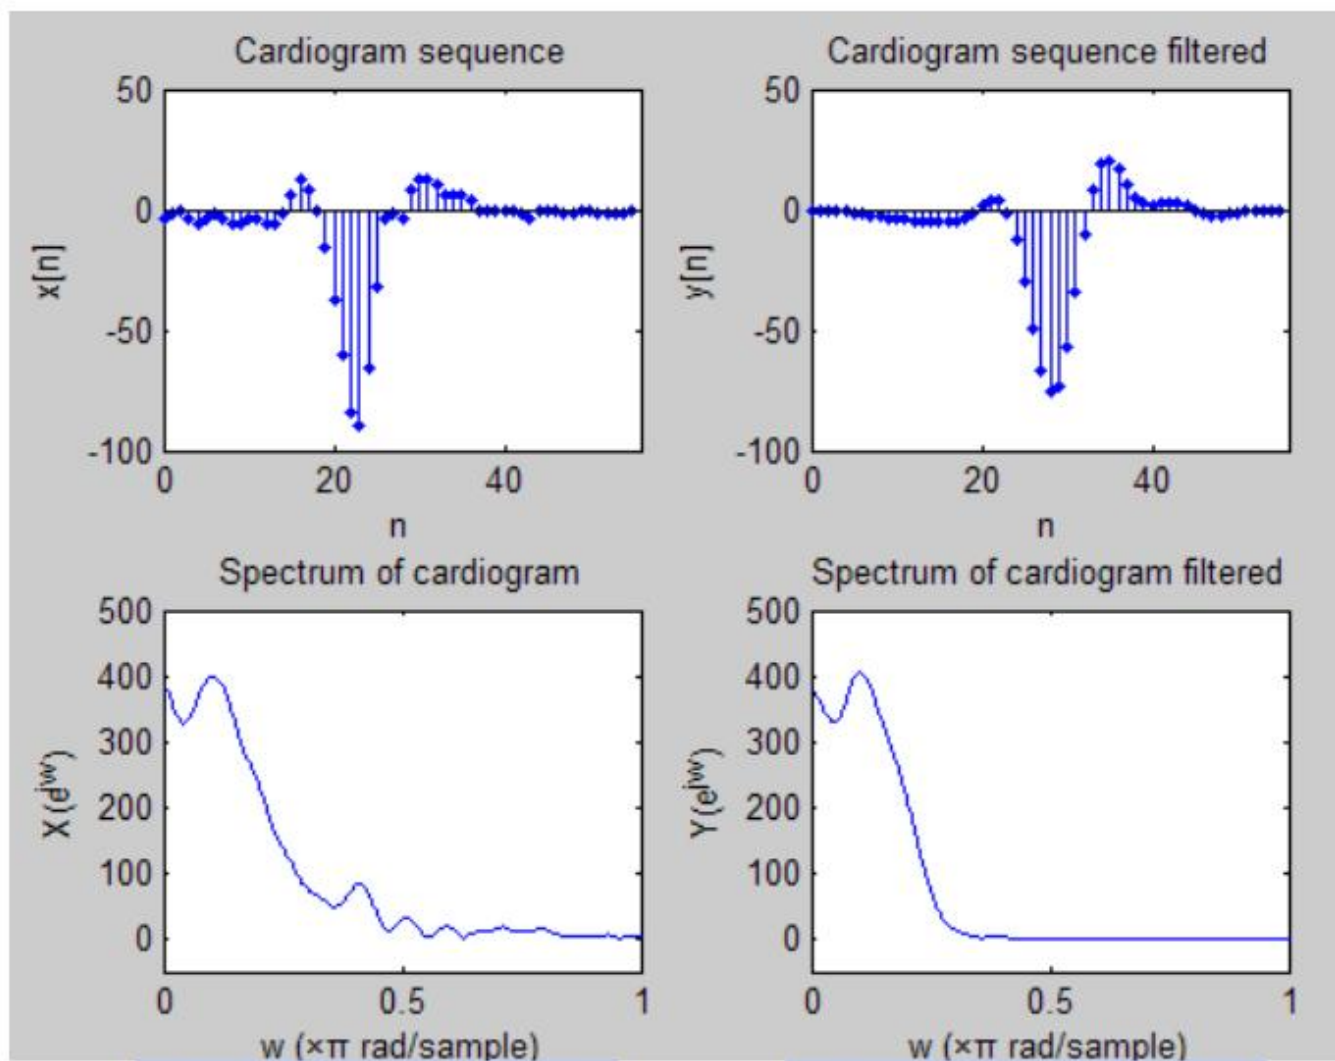 Cardiogram sequence
50
0
-50
-100
0 20 40
x[n]
n
Cardiogram sequence filtered
50
0
-50
-100
0 20 40
y[n]
n
Spectrum of cardiogram
500
400
300
200
100
0
0 0.5 1
X(e^jw)
w (×π rad/sample)
Spectrum of cardiogram filtered
500
400
300
200
100
0
0 0.5 1
Y(e^jw)
w (×π rad/sample)